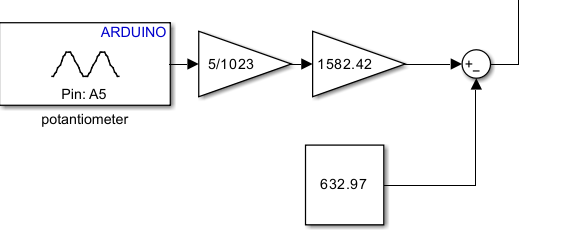 ARDUINO
Pin: A5
potantiometer
5/1023
1582.42
+
−
632.97